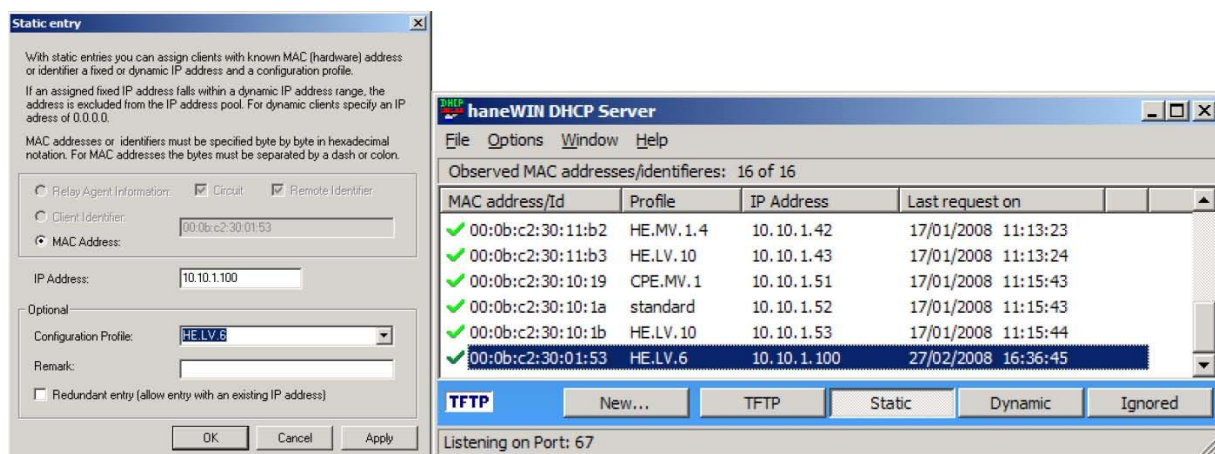 Static entry
With static entries you can assign clients with known MAC (hardware) address
or identifier a fixed or dynamic IP address and a configuration profile.
If an assigned fixed IP address falls within a dynamic IP address range, the
address is excluded from the IP address pool. For dynamic clients specify an IP
adress of 0.0.0.0.
MAC addresses or identifiers must be specified byte by byte in hexadecimal
notation. For MAC addresses the bytes must be separated by a dash or colon.
Relay Agent Information: Circuit Remote Identifier
Client Identifier:
00:0b:c2:30:01:53
MAC Address:
IP Address: 10.10.1.100
Optional
Configuration Profile: HE.LV.6
Remark:
Redundant entry (allow entry with an existing IP address)
OK Cancel Apply
DHCP haneWIN DHCP Server
File Options Window Help
Observed MAC addresses/identifieres: 16 of 16
MAC address/Id Profile IP Address Last request on
00:0b:c2:30:11:b2 HE.MV.1.4 10.10.1.42 17/01/2008 11:13:23
00:0b:c2:30:11:b3 HE.LV.10 10.10.1.43 17/01/2008 11:13:24
00:0b:c2:30:10:19 CPE.MV.1 10.10.1.51 17/01/2008 11:15:43
00:0b:c2:30:10:1a standard 10.10.1.52 17/01/2008 11:15:43
00:0b:c2:30:10:1b HE.LV.10 10.10.1.53 17/01/2008 11:15:44
00:0b:c2:30:01:53 HE.LV.6 10.10.1.100 27/02/2008 16:36:45
TFTP New... TFTP Static Dynamic Ignored
Listening on Port: 67